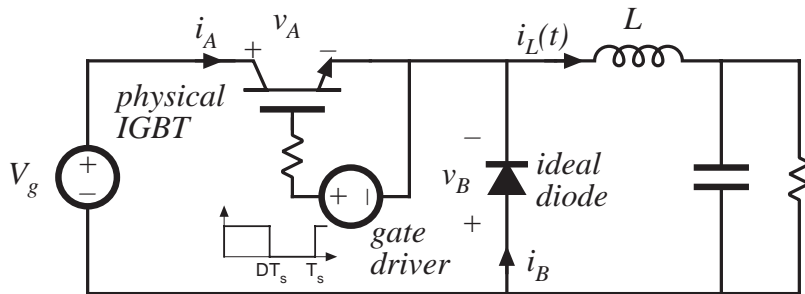 i_A
v_A
+
−
i_L(t)
L
physical
IGBT
V_g
+
−
+
−
−
v_B
+
ideal
diode
gate
driver
DT_s
T_s
i_B